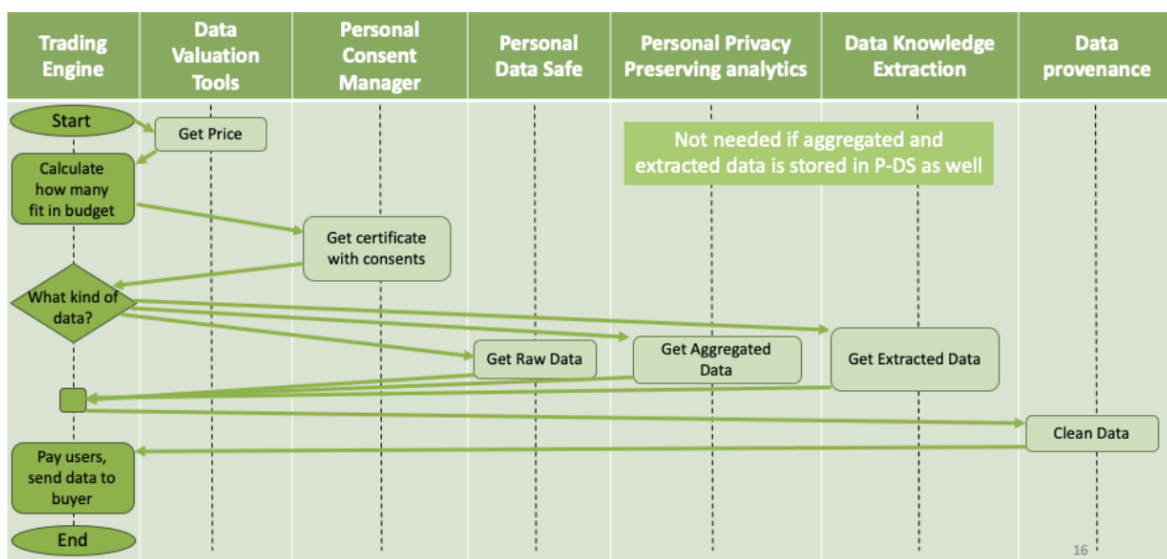 Trading
Engine
Data
Valuation
Tools
Personal
Consent
Manager
Personal
Data Safe
Personal Privacy
Preserving analytics
Data Knowledge
Extraction
Data
provenance
Start
Get Price
Not needed if aggregated and
extracted data is stored in P-DS as well
Calculate
how many
fit in budget
Get certificate
with consents
What kind of
data?
Get Raw Data
Get Aggregated
Data
Get Extracted Data
Clean Data
Pay users,
send data to
buyer
End
16